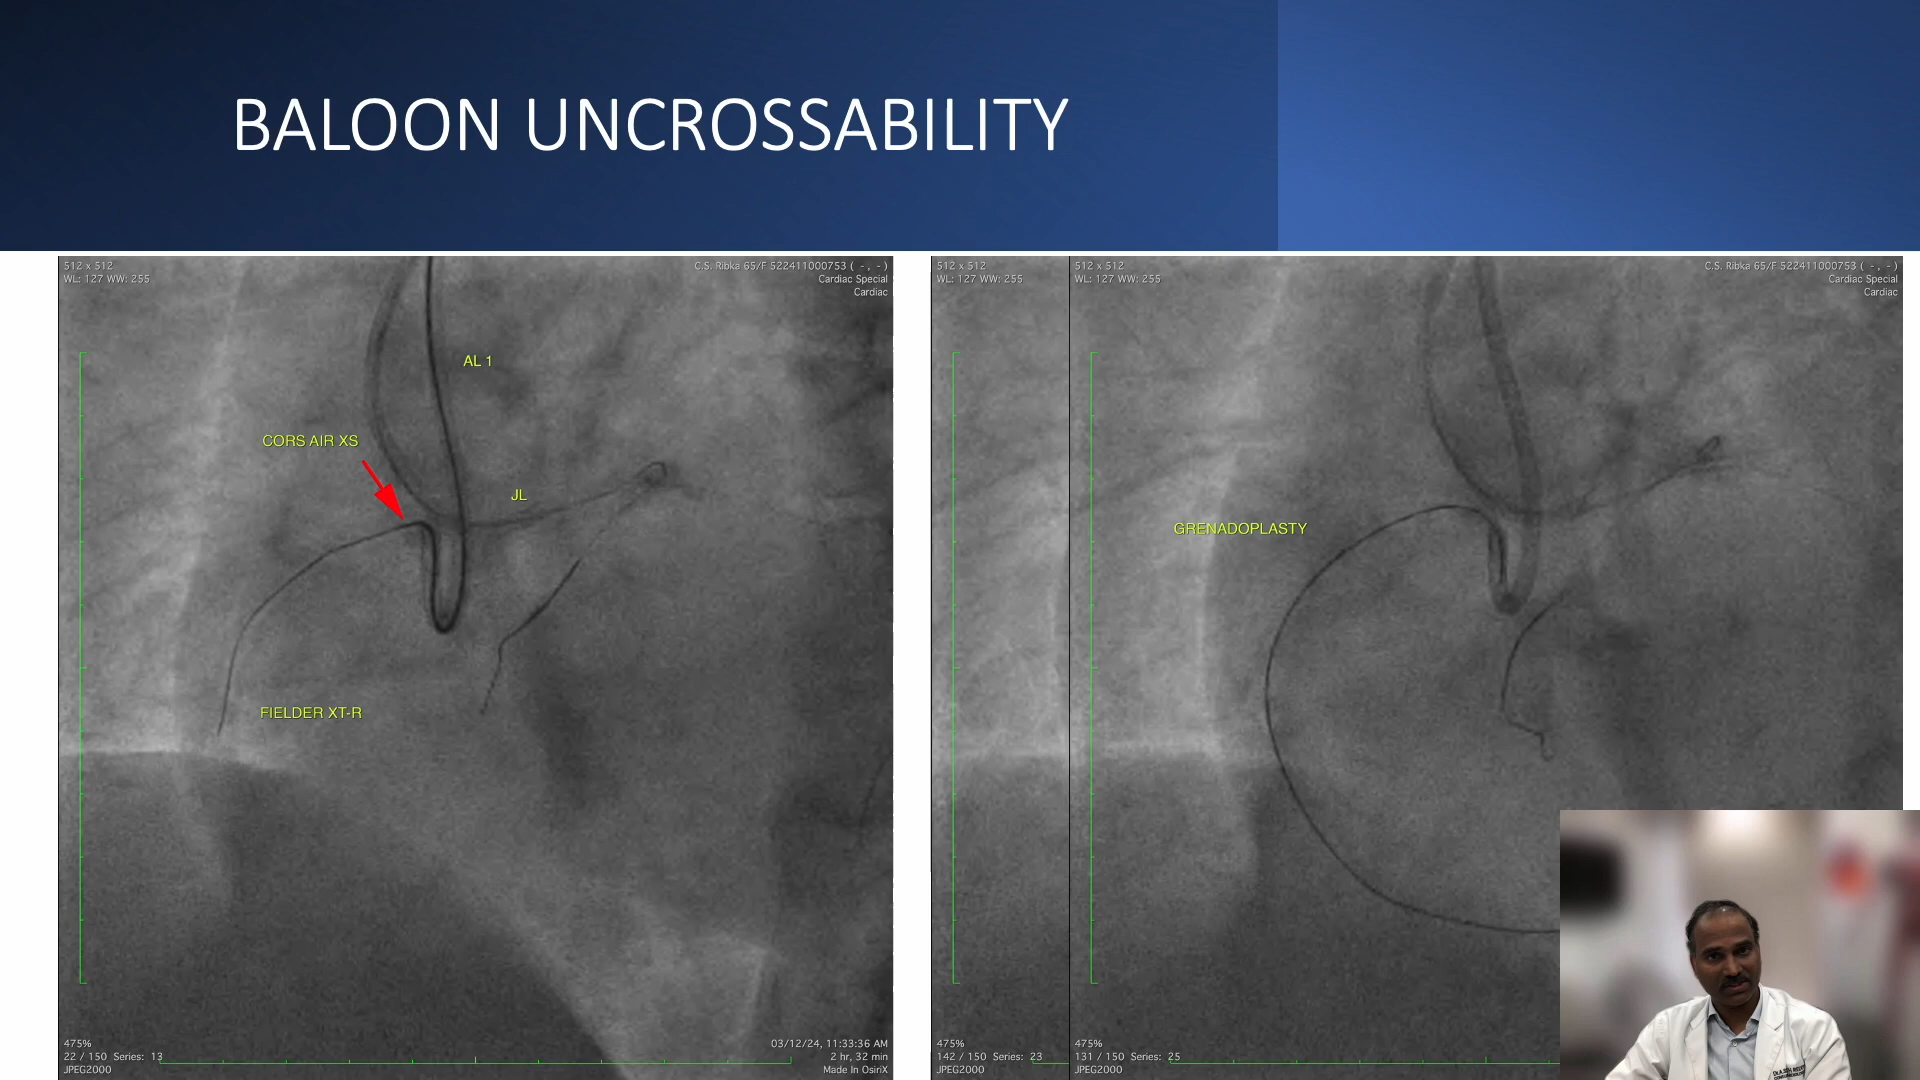 BALOON UNCROSSABILITY
512 x 512
WL: 127 WW: 255
C.S. Ribka 65/F 522411000753 ( -, - )
Cardiac Special
Cardiac
AL 1
CORS AIR XS
JL
FIELDER XT-R
475%
22 / 150 Series: 13
JPEG2000
03/12/24, 11:33:36 AM
2 hr, 32 min
Made In OsiriX
512 x 512
WL: 127 WW: 255
512 x 512
WL: 127 WW: 255
C.S. Ribka 65/F 522411000753 ( -, - )
Cardiac Special
Cardiac
GRENADOPLASTY
475%
142 / 150 Series: 23
JPEG2000
475%
131 / 150 Series: 25
JPEG2000